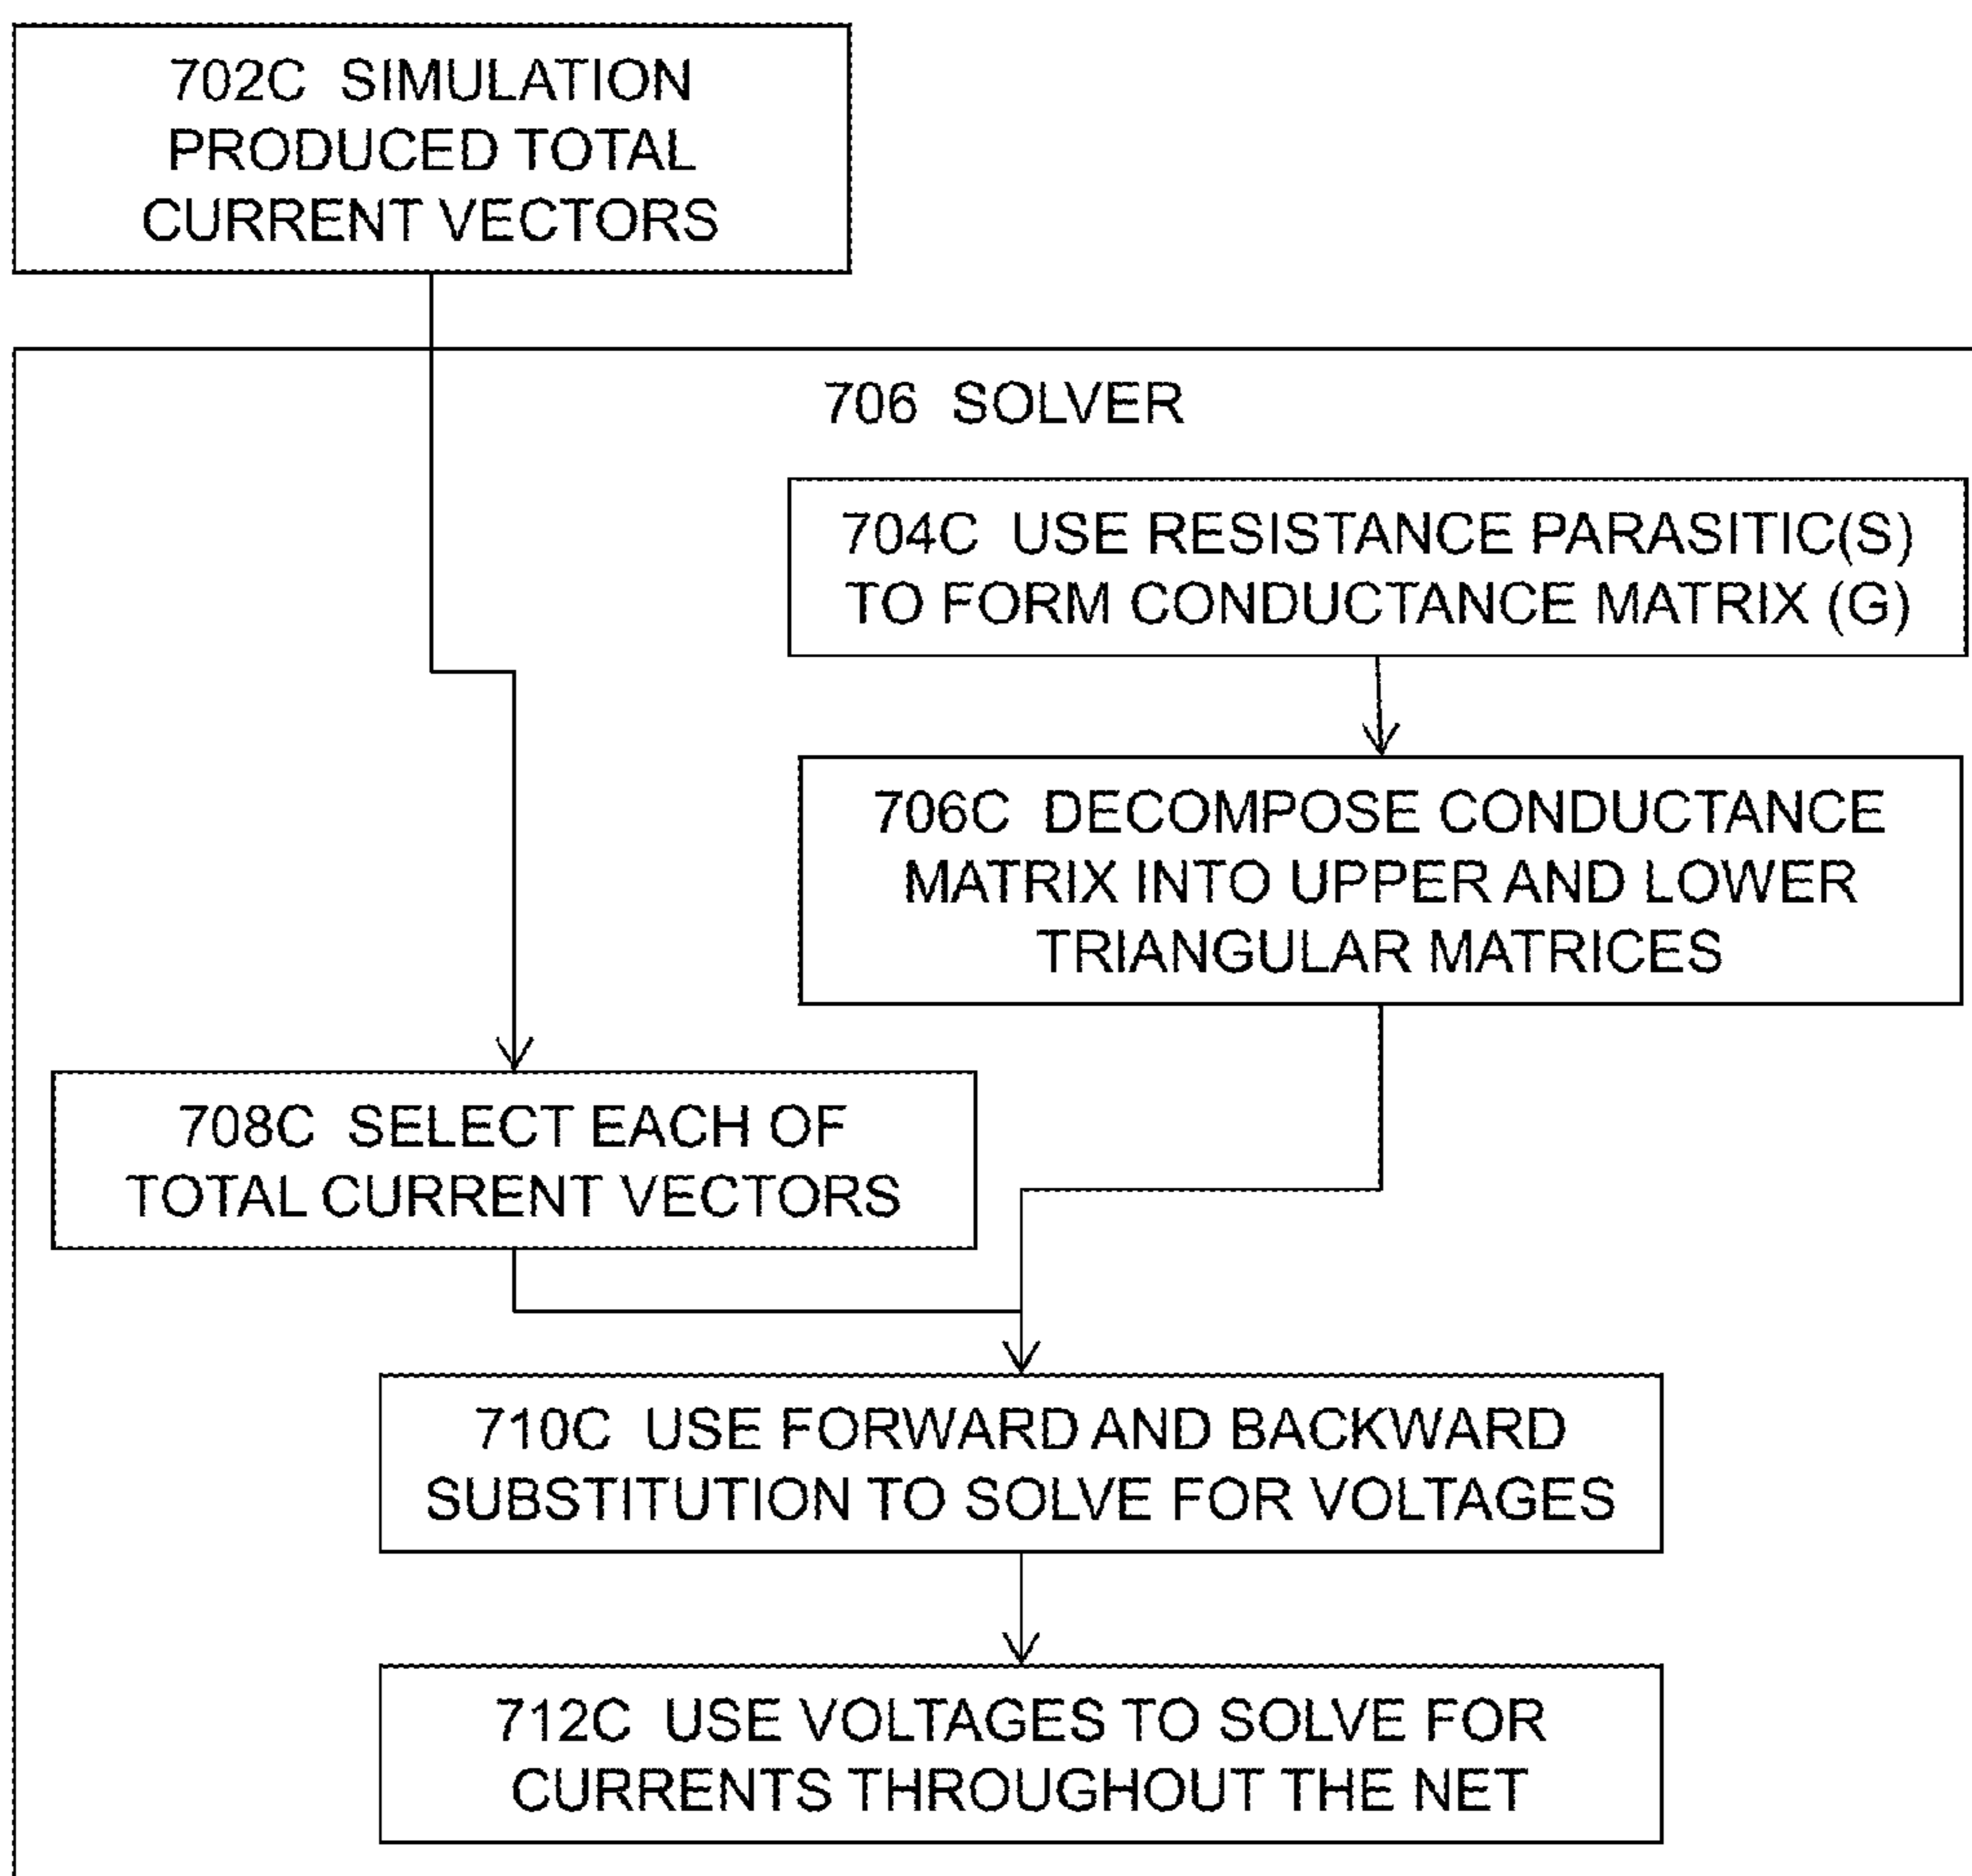 702C SIMULATION
PRODUCED TOTAL
CURRENT VECTORS
706 SOLVER
704C USE RESISTANCE PARASITIC(S)
TO FORM CONDUCTANCE MATRIX (G)
706C DECOMPOSE CONDUCTANCE
MATRIX INTO UPPER AND LOWER
TRIANGULAR MATRICES
708C SELECT EACH OF
TOTAL CURRENT VECTORS
710C USE FORWARD AND BACKWARD
SUBSTITUTION TO SOLVE FOR VOLTAGES
712C USE VOLTAGES TO SOLVE FOR
CURRENTS THROUGHOUT THE NET